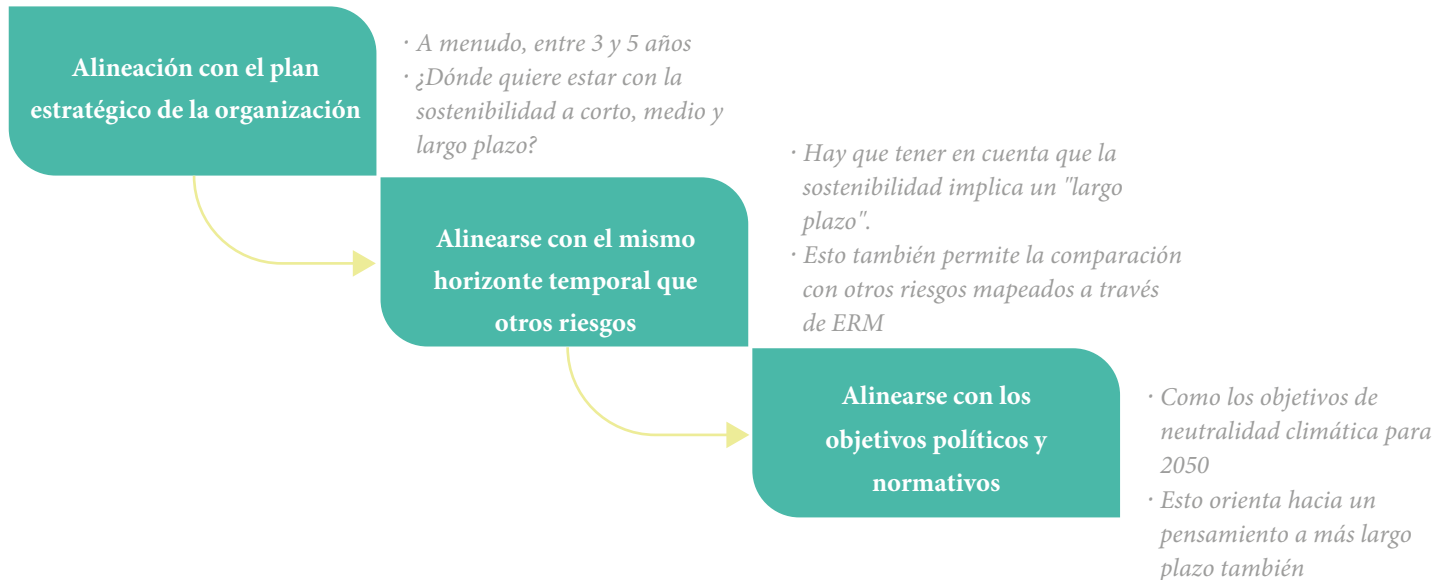 Alineación con el plan
estratégico de la organización
· A menudo, entre 3 y 5 años
· ¿Dónde quiere estar con la
sostenibilidad a corto, medio y
largo plazo?
Alinearse con el mismo
horizonte temporal que
otros riesgos
· Hay que tener en cuenta que la
sostenibilidad implica un "largo
plazo".
· Esto también permite la comparación
con otros riesgos mapeados a través
de ERM
Alinearse con los
objetivos políticos y
normativos
· Como los objetivos de
neutralidad climática para
2050
· Esto orienta hacia un
pensamiento a más largo
plazo también